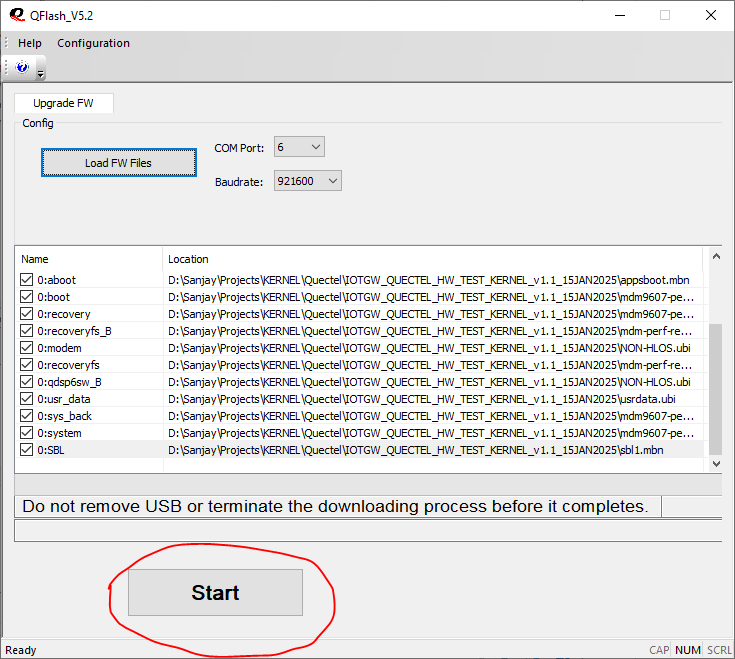 QFlash_V5.2
Help Configuration
Upgrade FW
Config
Load FW Files
COM Port: 6
Baudrate: 921600
Name Location
0:aboot D:\Sanjay\Projects\KERNEL\Quectel\IOTGW_QUECTEL_HW_TEST_KERNEL_v1.1_15JAN2025\appsboot.mbn
0:boot D:\Sanjay\Projects\KERNEL\Quectel\IOTGW_QUECTEL_HW_TEST_KERNEL_v1.1_15JAN2025\mdm9607-pe...
0:recovery D:\Sanjay\Projects\KERNEL\Quectel\IOTGW_QUECTEL_HW_TEST_KERNEL_v1.1_15JAN2025\mdm9607-pe...
0:recoveryfs_B D:\Sanjay\Projects\KERNEL\Quectel\IOTGW_QUECTEL_HW_TEST_KERNEL_v1.1_15JAN2025\mdm-perf-re...
0:modem D:\Sanjay\Projects\KERNEL\Quectel\IOTGW_QUECTEL_HW_TEST_KERNEL_v1.1_15JAN2025\NON-HLOS.ubi
0:recoveryfs D:\Sanjay\Projects\KERNEL\Quectel\IOTGW_QUECTEL_HW_TEST_KERNEL_v1.1_15JAN2025\mdm-perf-re...
0:qdsp6sw_B D:\Sanjay\Projects\KERNEL\Quectel\IOTGW_QUECTEL_HW_TEST_KERNEL_v1.1_15JAN2025\NON-HLOS.ubi
0:usr_data D:\Sanjay\Projects\KERNEL\Quectel\IOTGW_QUECTEL_HW_TEST_KERNEL_v1.1_15JAN2025\usrdata.ubi
0:sys_back D:\Sanjay\Projects\KERNEL\Quectel\IOTGW_QUECTEL_HW_TEST_KERNEL_v1.1_15JAN2025\mdm9607-pe...
0:system D:\Sanjay\Projects\KERNEL\Quectel\IOTGW_QUECTEL_HW_TEST_KERNEL_v1.1_15JAN2025\mdm9607-pe...
0:SBL D:\Sanjay\Projects\KERNEL\Quectel\IOTGW_QUECTEL_HW_TEST_KERNEL_v1.1_15JAN2025\sbl1.mbn
Do not remove USB or terminate the downloading process before it completes.
Start
Ready CAP NUM SCRL